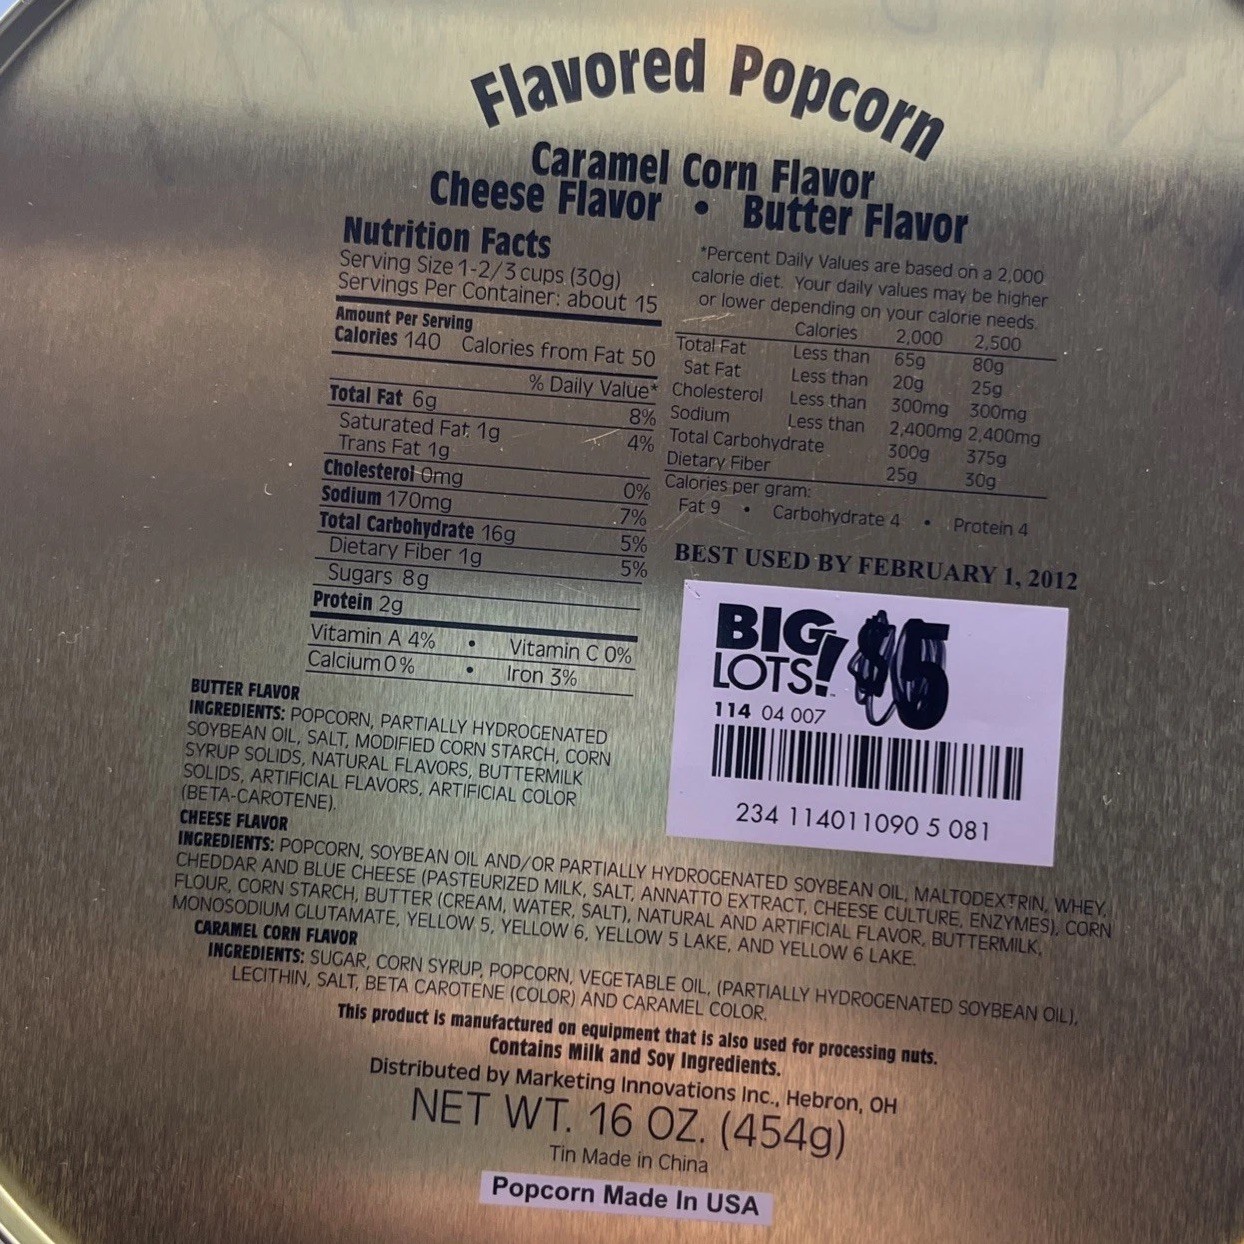 Flavored Popcorn
Caramel Corn Flavor
Cheese Flavor • Butter Flavor
Nutrition Facts
Serving Size 1-2/3 cups (30g)
Servings Per Container: about 15
Amount Per Serving
Calories 140 Calories from Fat 50
% Daily Value*
Total Fat 6g 8%
Saturated Fat 1g 4%
Trans Fat 1g
Cholesterol 0mg 0%
Sodium 170mg 7%
Total Carbohydrate 16g 5%
Dietary Fiber 1g 5%
Sugars 8g
Protein 2g
Vitamin A 4% • Vitamin C 0%
Calcium 0% • Iron 3%
*Percent Daily Values are based on a 2,000
calorie diet. Your daily values may be higher
or lower depending on your calorie needs.
Calories 2,000 2,500
Total Fat Less than 65g 80g
Sat Fat Less than 20g 25g
Cholesterol Less than 300mg 300mg
Sodium Less than 2,400mg 2,400mg
Total Carbohydrate 300g 375g
Dietary Fiber 25g 30g
Calories per gram:
Fat 9 • Carbohydrate 4 • Protein 4
BEST USED BY FEBRUARY 1, 2012
BIG
LOTS! $5
114 04 007
234 114011090 5 081
BUTTER FLAVOR
INGREDIENTS: POPCORN, PARTIALLY HYDROGENATED
SOYBEAN OIL, SALT, MODIFIED CORN STARCH, CORN
SYRUP SOLIDS, NATURAL FLAVORS, BUTTERMILK
SOLIDS, ARTIFICIAL FLAVORS, ARTIFICIAL COLOR
(BETA-CAROTENE).
CHEESE FLAVOR
INGREDIENTS: POPCORN, SOYBEAN OIL AND/OR PARTIALLY HYDROGENATED SOYBEAN OIL, MALTODEXTRIN, WHEY,
CHEDDAR AND BLUE CHEESE (PASTEURIZED MILK, SALT, ANNATTO EXTRACT, CHEESE CULTURE, ENZYMES), CORN
FLOUR, CORN STARCH, BUTTER (CREAM, WATER, SALT), NATURAL AND ARTIFICIAL FLAVOR, BUTTERMILK,
MONOSODIUM GLUTAMATE, YELLOW 5, YELLOW 6, YELLOW 5 LAKE, AND YELLOW 6 LAKE.
CARAMEL CORN FLAVOR
INGREDIENTS: SUGAR, CORN SYRUP, POPCORN, VEGETABLE OIL, (PARTIALLY HYDROGENATED SOYBEAN OIL),
LECITHIN, SALT, BETA CAROTENE (COLOR) AND CARAMEL COLOR.
This product is manufactured on equipment that is also used for processing nuts.
Contains Milk and Soy Ingredients.
Distributed by Marketing Innovations Inc., Hebron, OH
NET WT. 16 OZ. (454g)
Tin Made in China
Popcorn Made In USA